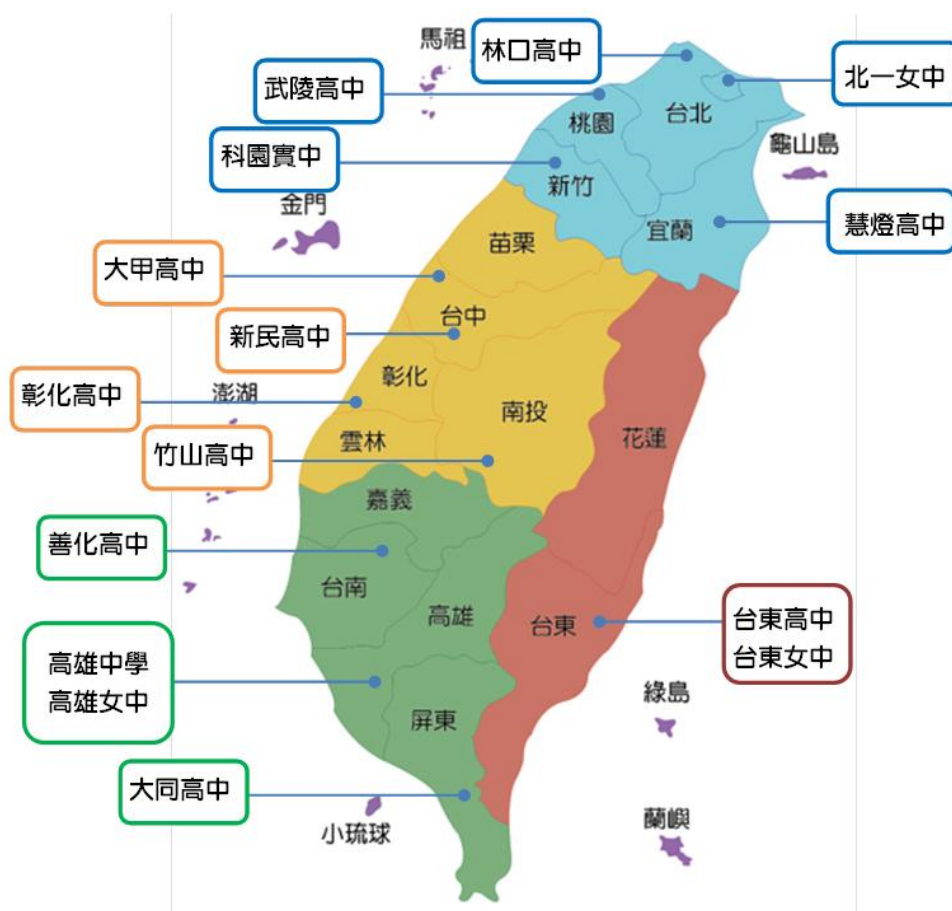 馬祖
林口高中
武陵高中
北一女中
台北
桃園
龜山島
科園實中
新竹
金門
宜蘭
慧燈高中
苗栗
大甲高中
台中
新民高中
彰化
澎湖
彰化高中
南投
雲林
花蓮
竹山高中
嘉義
善化高中
台南
高雄
台東
台東高中
台東女中
高雄中學
高雄女中
綠島
屏東
大同高中
小琉球
蘭嶼